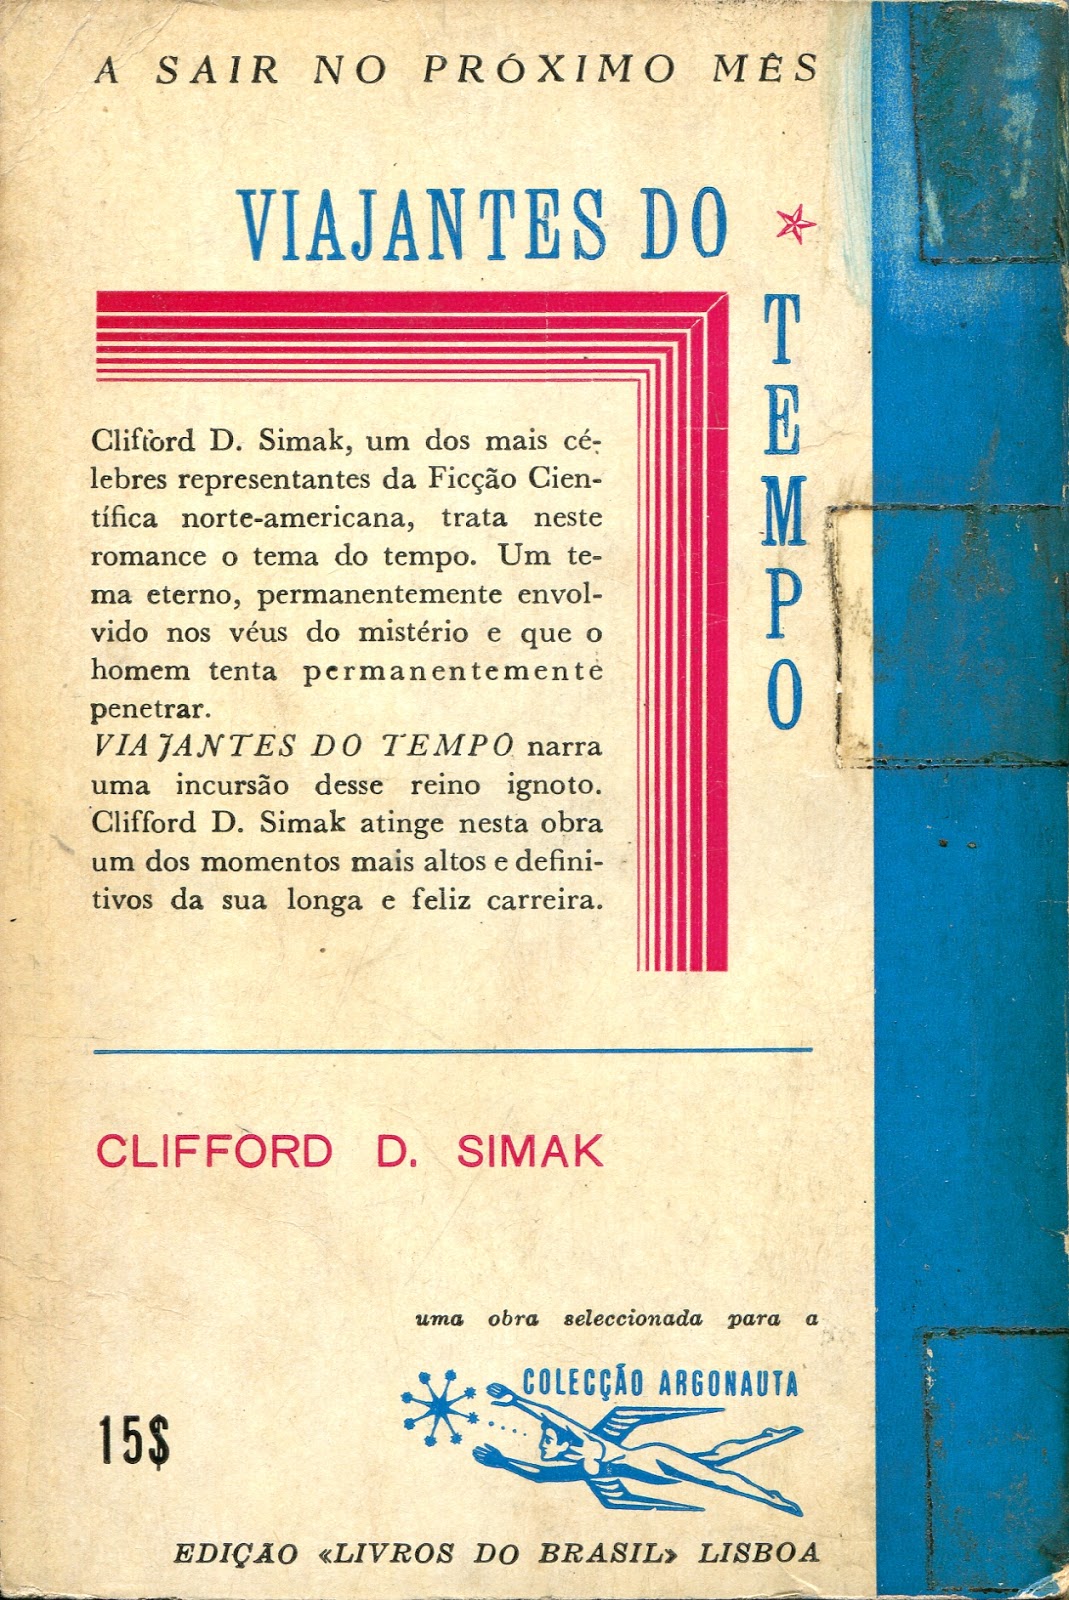 A SAIR NO PRÓXIMO MÊS
VIAJANTES DO
TEMPO
Clifford D. Simak, um dos mais cé-
lebres representantes da Ficção Cien-
tífica norte-americana, trata neste
romance o tema do tempo. Um te-
ma eterno, permanentemente envol-
vido nos véus do mistério e que o
homem tenta permanentemente
penetrar.
VIAJANTES DO TEMPO narra
uma incursão desse reino ignoto.
Clifford D. Simak atinge nesta obra
um dos momentos mais altos e defini-
tivos da sua longa e feliz carreira.
CLIFFORD D. SIMAK
uma obra seleccionada para a
COLECÇÃO ARGONAUTA
15$
EDIÇÃO «LIVROS DO BRASIL» LISBOA